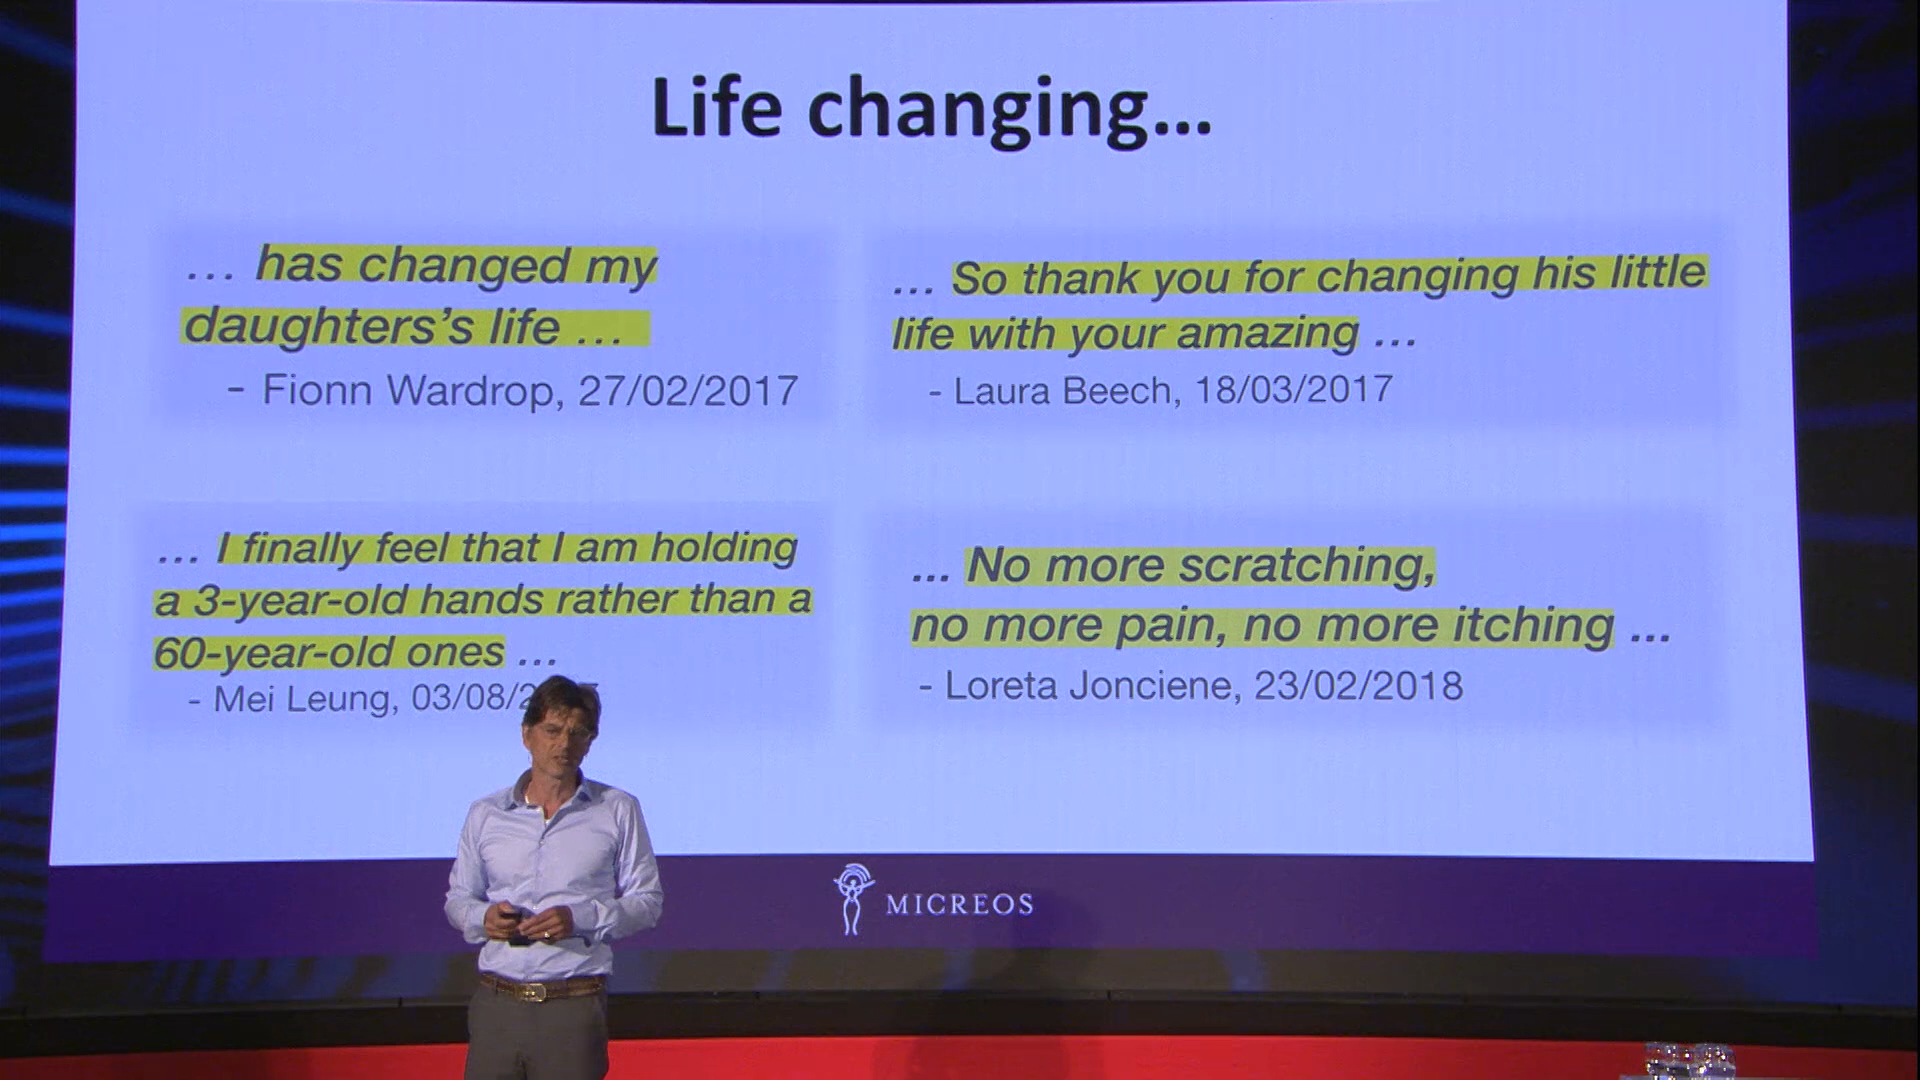 Life changing...
... has changed my
daughters's life ...
- Fionn Wardrop, 27/02/2017
... So thank you for changing his little
life with your amazing ...
- Laura Beech, 18/03/2017
... I finally feel that I am holding
a 3-year-old hands rather than a
60-year-old ones ...
- Mei Leung,
... No more scratching,
no more pain, no more itching ...
- Loreta Jonciene, 23/02/2018
MICREOS